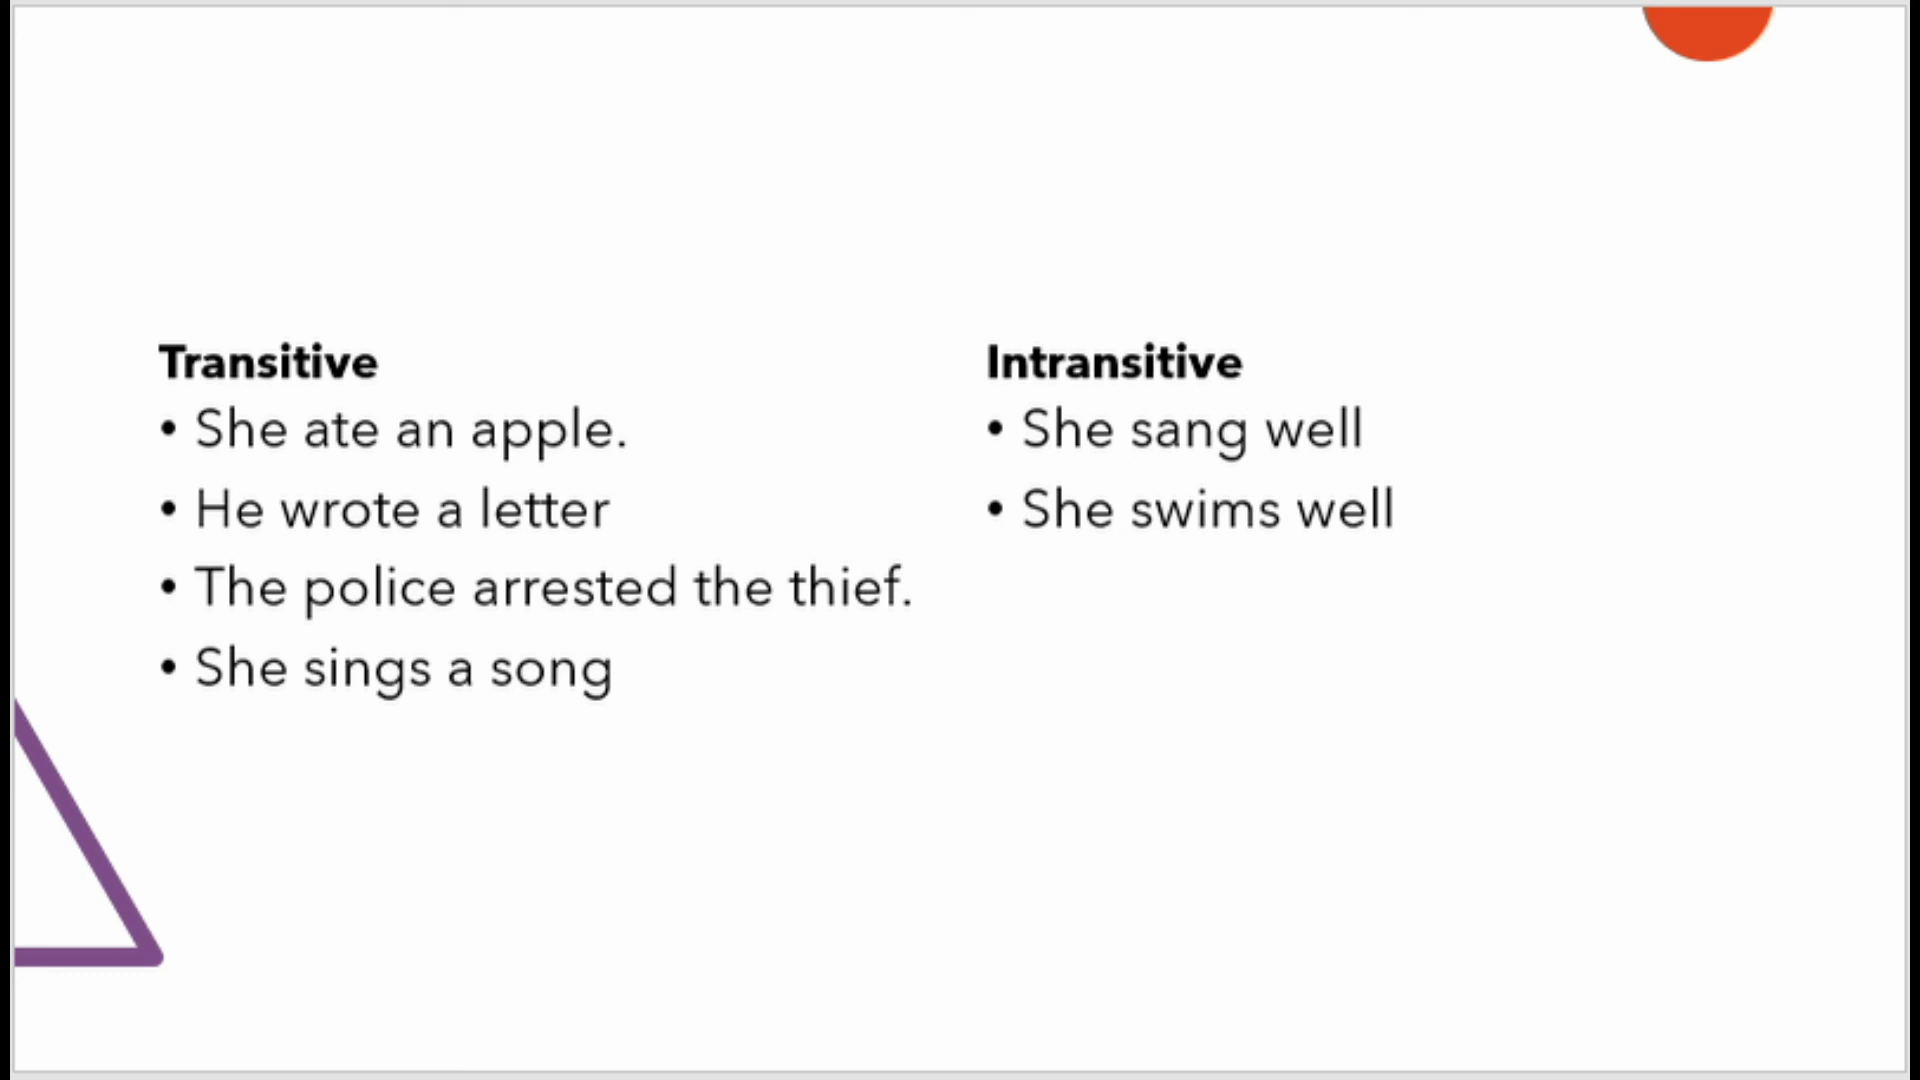 Transitive
• She ate an apple.
• He wrote a letter
• The police arrested the thief.
• She sings a song
Intransitive
• She sang well
• She swims well